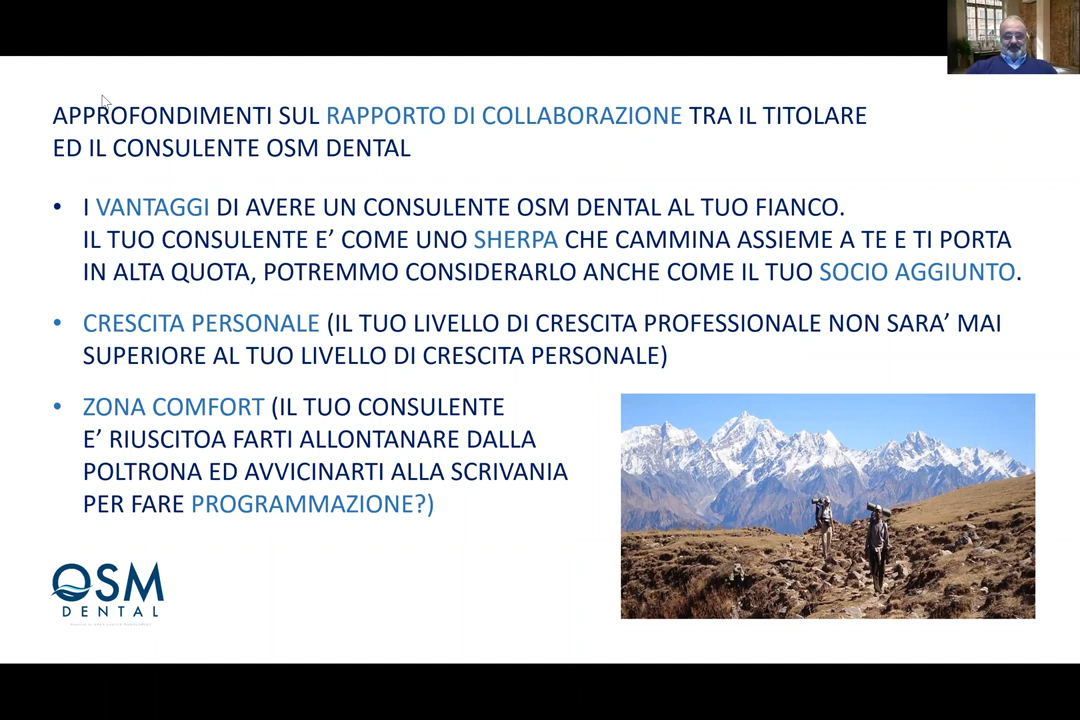 APPROFONDIMENTI SUL RAPPORTO DI COLLABORAZIONE TRA IL TITOLARE
ED IL CONSULENTE OSM DENTAL
• I VANTAGGI DI AVERE UN CONSULENTE OSM DENTAL AL TUO FIANCO.
IL TUO CONSULENTE E’ COME UNO SHERPA CHE CAMMINA ASSIEME A TE E TI PORTA
IN ALTA QUOTA, POTREMMO CONSIDERARLO ANCHE COME IL TUO SOCIO AGGIUNTO.
• CRESCITA PERSONALE (IL TUO LIVELLO DI CRESCITA PROFESSIONALE NON SARA’ MAI
SUPERIORE AL TUO LIVELLO DI CRESCITA PERSONALE)
• ZONA COMFORT (IL TUO CONSULENTE
E’ RIUSCITOA FARTI ALLONTANARE DALLA
POLTRONA ED AVVICINARTI ALLA SCRIVANIA
PER FARE PROGRAMMAZIONE?)
OSM
DENTAL